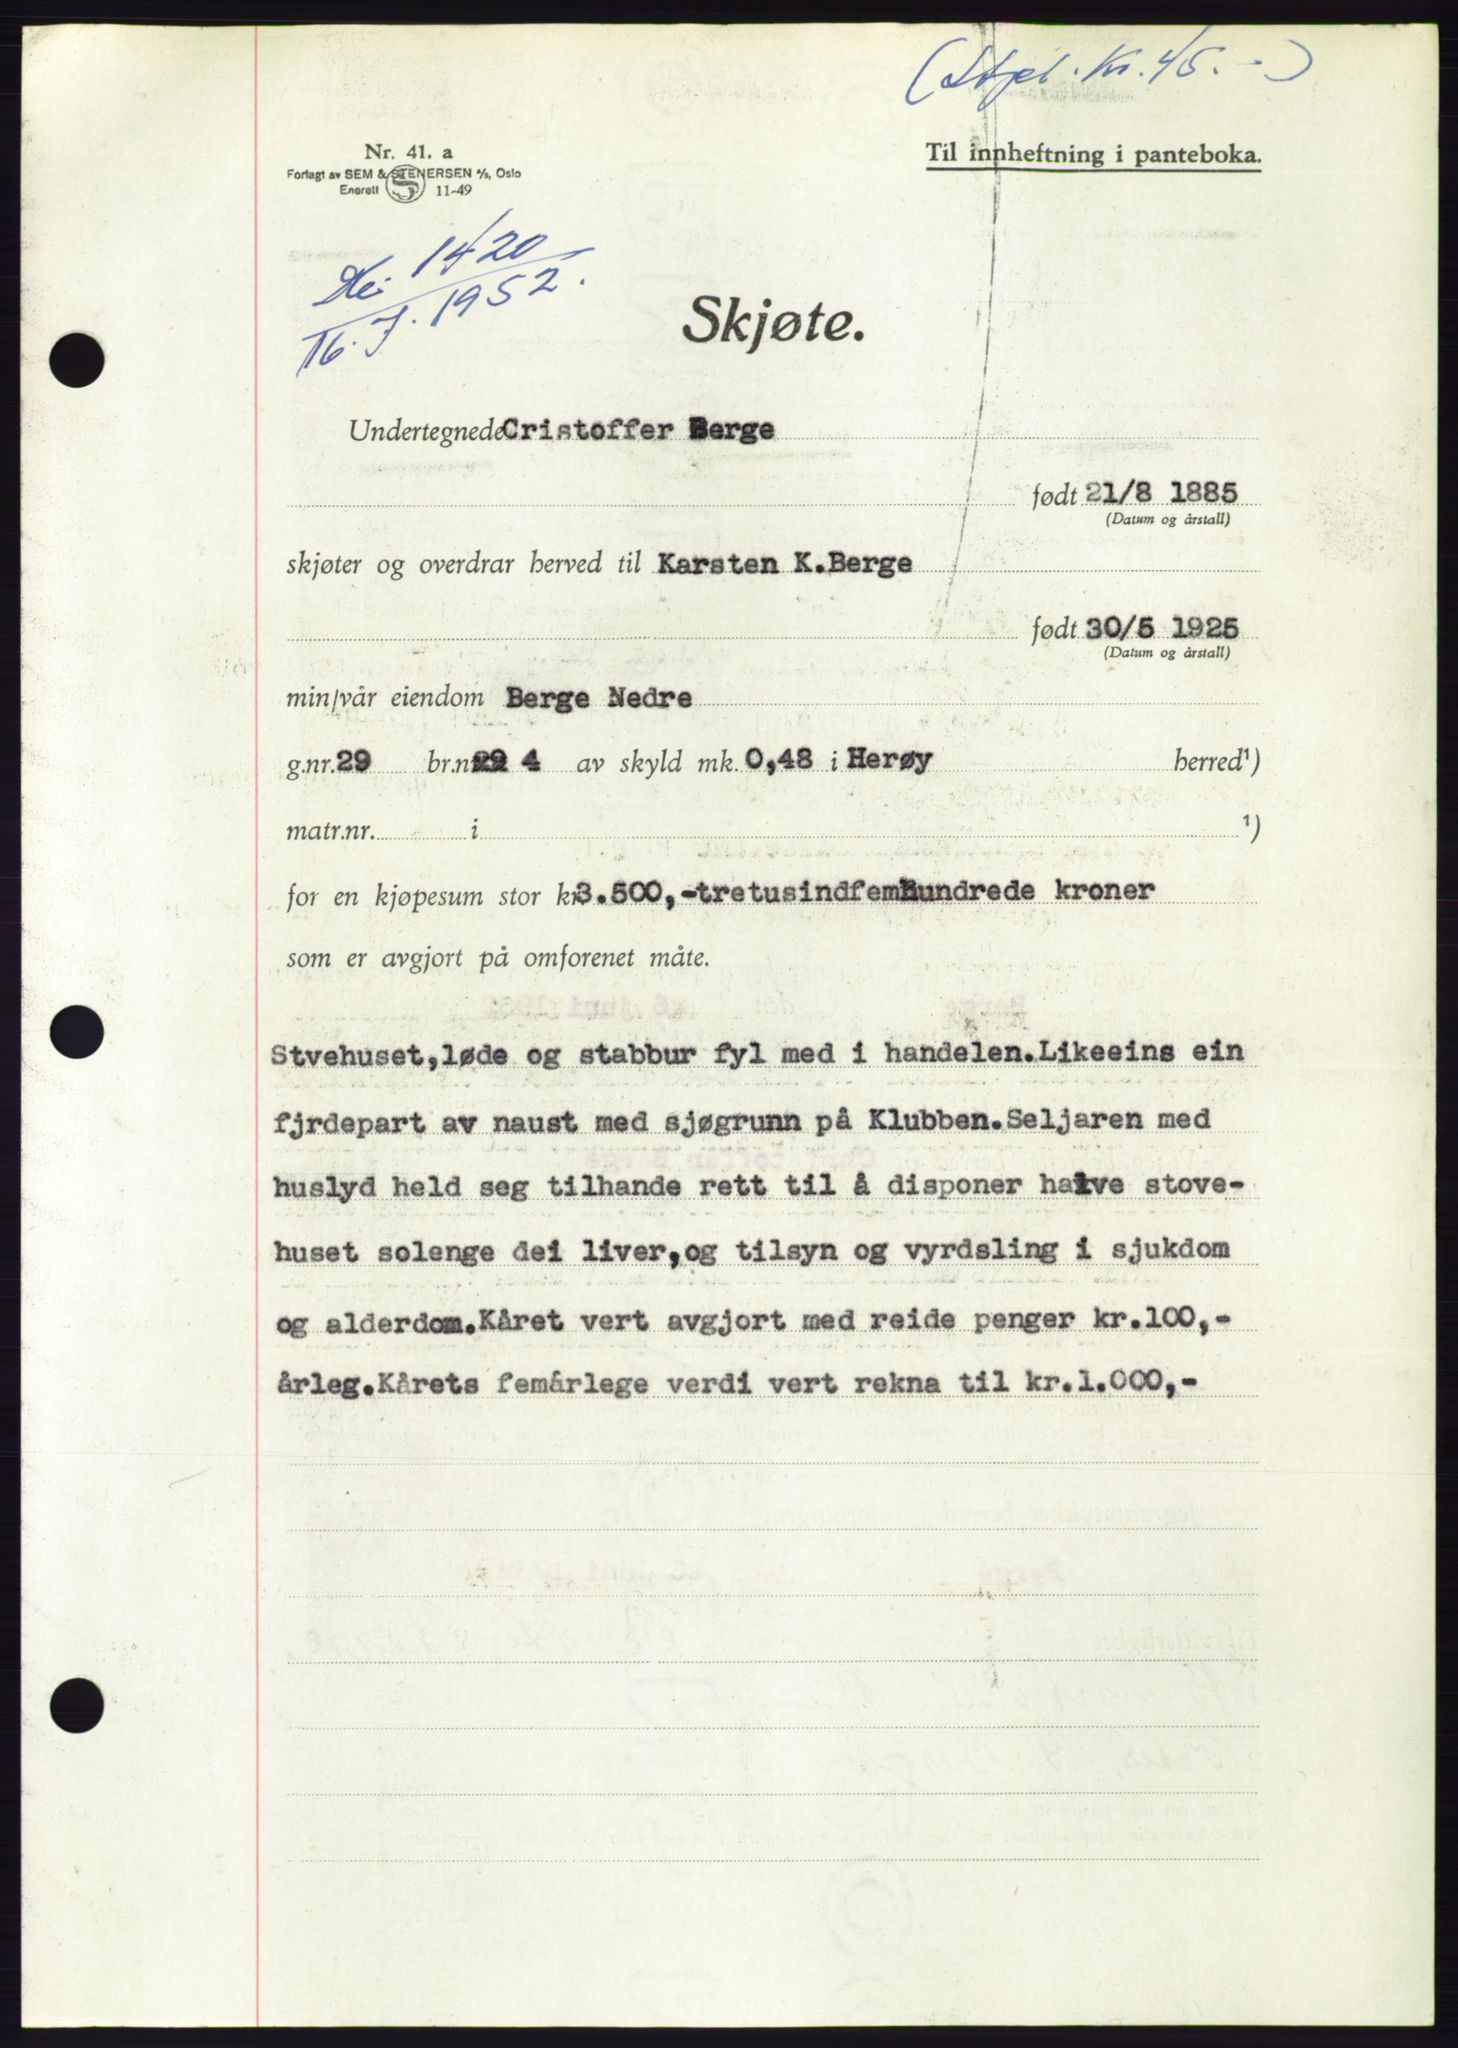 (Stpl. Kr. 45.-)
Nr. 41. a
Forlagt av SEM & STENERSEN A/S, Oslo
Enerett 11-49
Til innheftning i panteboka.
1420
16. 7. 1952.
Skjøte.
Undertegnede Cristoffer Berge
født 21/8 1885
(Datum og årstall)
skjøter og overdrar herved til Karsten K.Berge
født 30/5 1925
(Datum og årstall)
min/vår eiendom Berge Nedre
g.nr. 29 br.n 4 av skyld mk. 0,48 i Herøy herred¹)
matr.nr. i ¹)
for en kjøpesum stor kr 3.500,-tretusindfemhundrede kroner
som er avgjort på omforenet måte.
Stvehuset,løde og stabbur fyl med i handelen.Likeeins ein
fjrdepart av naust med sjøgrunn på Klubben.Seljaren med
huslyd held seg tilhande rett til å disponer halve stove-
huset solenge dei liver,og tilsyn og vyrdsling i sjukdom
og alderdom.Kåret vert avgjort med reide penger kr.100,-
årleg.Kårets femårlege verdi vert rekna til kr.1.000,-